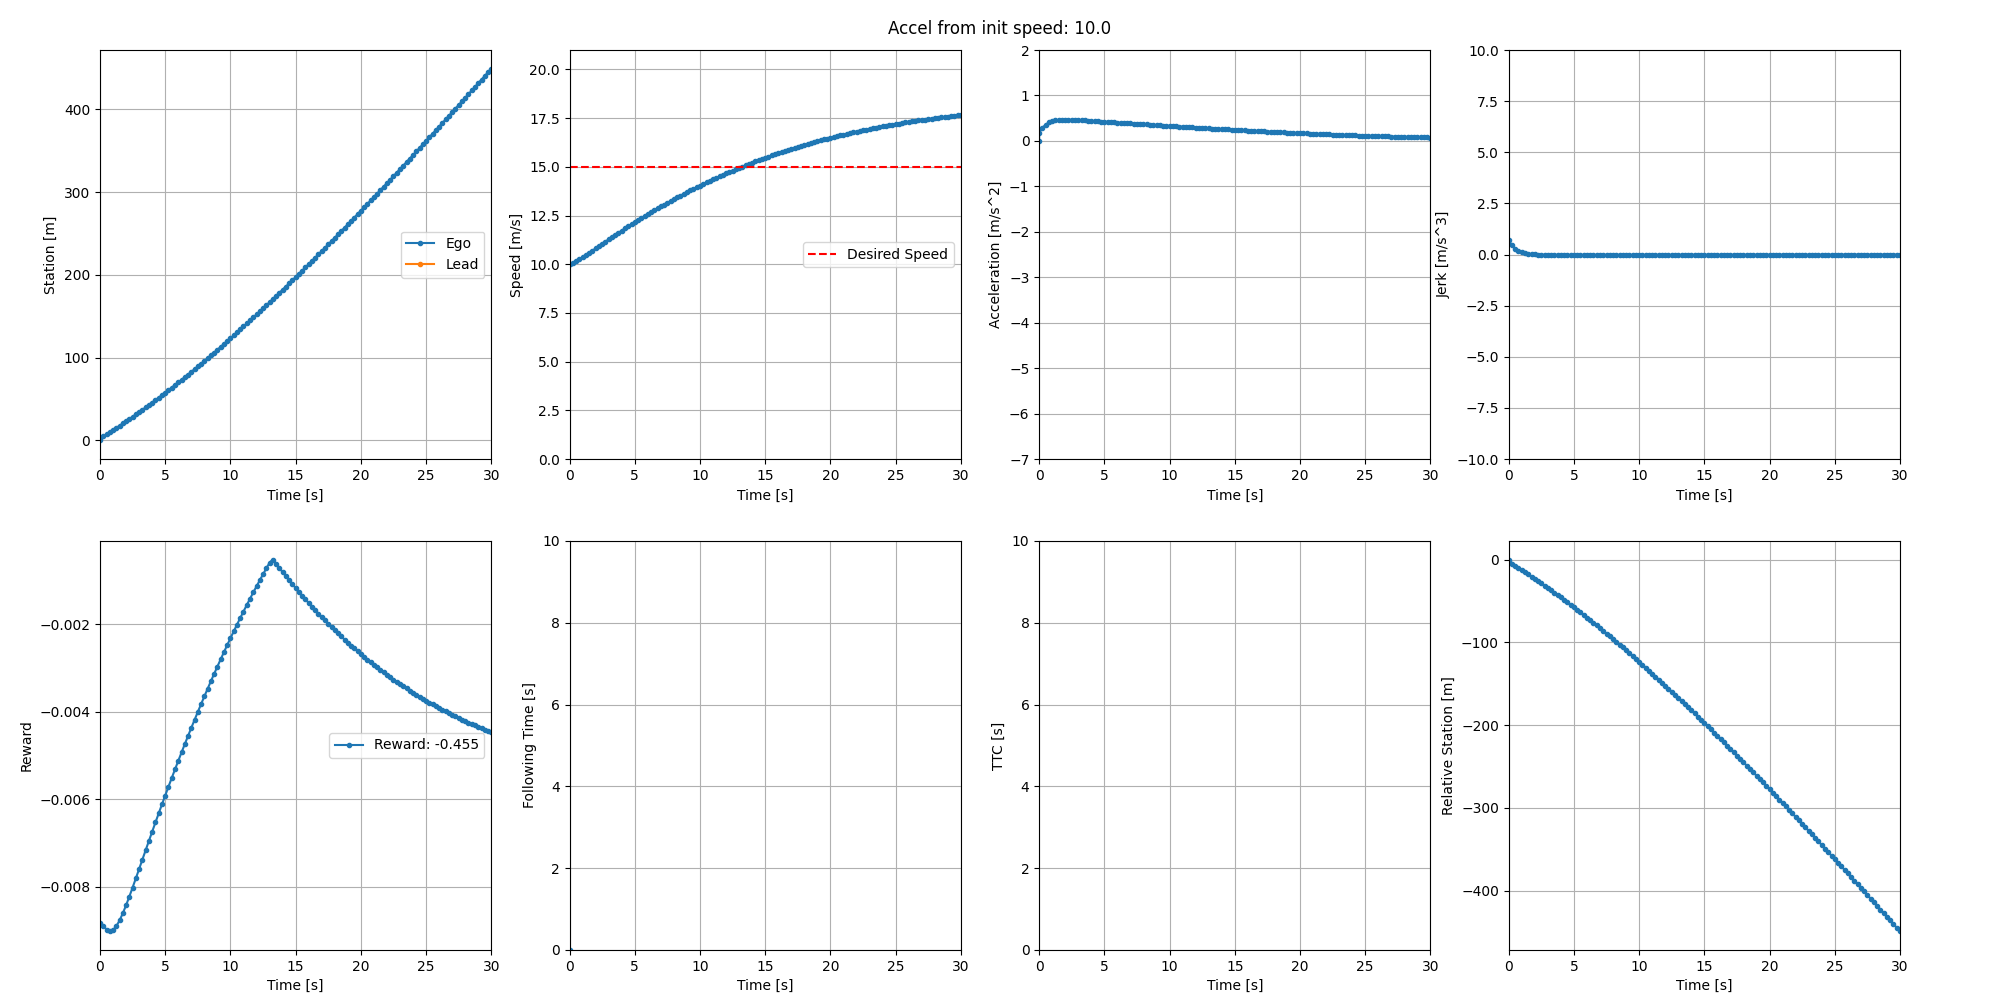 Accel from init speed: 10.0
Station [m]
400
300
200
100
0
0 5 10 15 20 25 30
Time [s]
Ego
Lead
Speed [m/s]
20.0
17.5
15.0
12.5
10.0
7.5
5.0
2.5
0.0
0 5 10 15 20 25 30
Time [s]
Desired Speed
Acceleration [m/s^2]
2
1
0
−1
−2
−3
−4
−5
−6
−7
0 5 10 15 20 25 30
Time [s]
Jerk [m/s^3]
10.0
7.5
5.0
2.5
0.0
−2.5
−5.0
−7.5
−10.0
0 5 10 15 20 25 30
Time [s]
Reward
−0.002
−0.004
−0.006
−0.008
0 5 10 15 20 25 30
Time [s]
Reward: -0.455
Following Time [s]
10
8
6
4
2
0
0 5 10 15 20 25 30
Time [s]
TTC [s]
10
8
6
4
2
0
0 5 10 15 20 25 30
Time [s]
Relative Station [m]
0
−100
−200
−300
−400
0 5 10 15 20 25 30
Time [s]